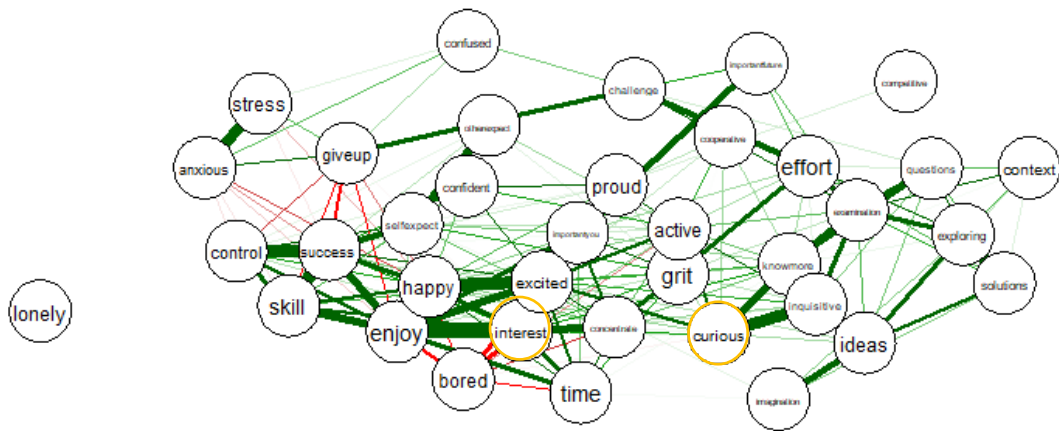 confused
importantfuture
competitive
challenge
stress
otherexpect
cooperative
giveup
anxious
effort
questions
context
confident
proud
selfexpect
examination
importantyou
active
exploring
control
success
knowmore
grit
solutions
happy
excited
inquisitive
skill
lonely
enjoy
interest
concentrate
curious
ideas
bored
time
imagination